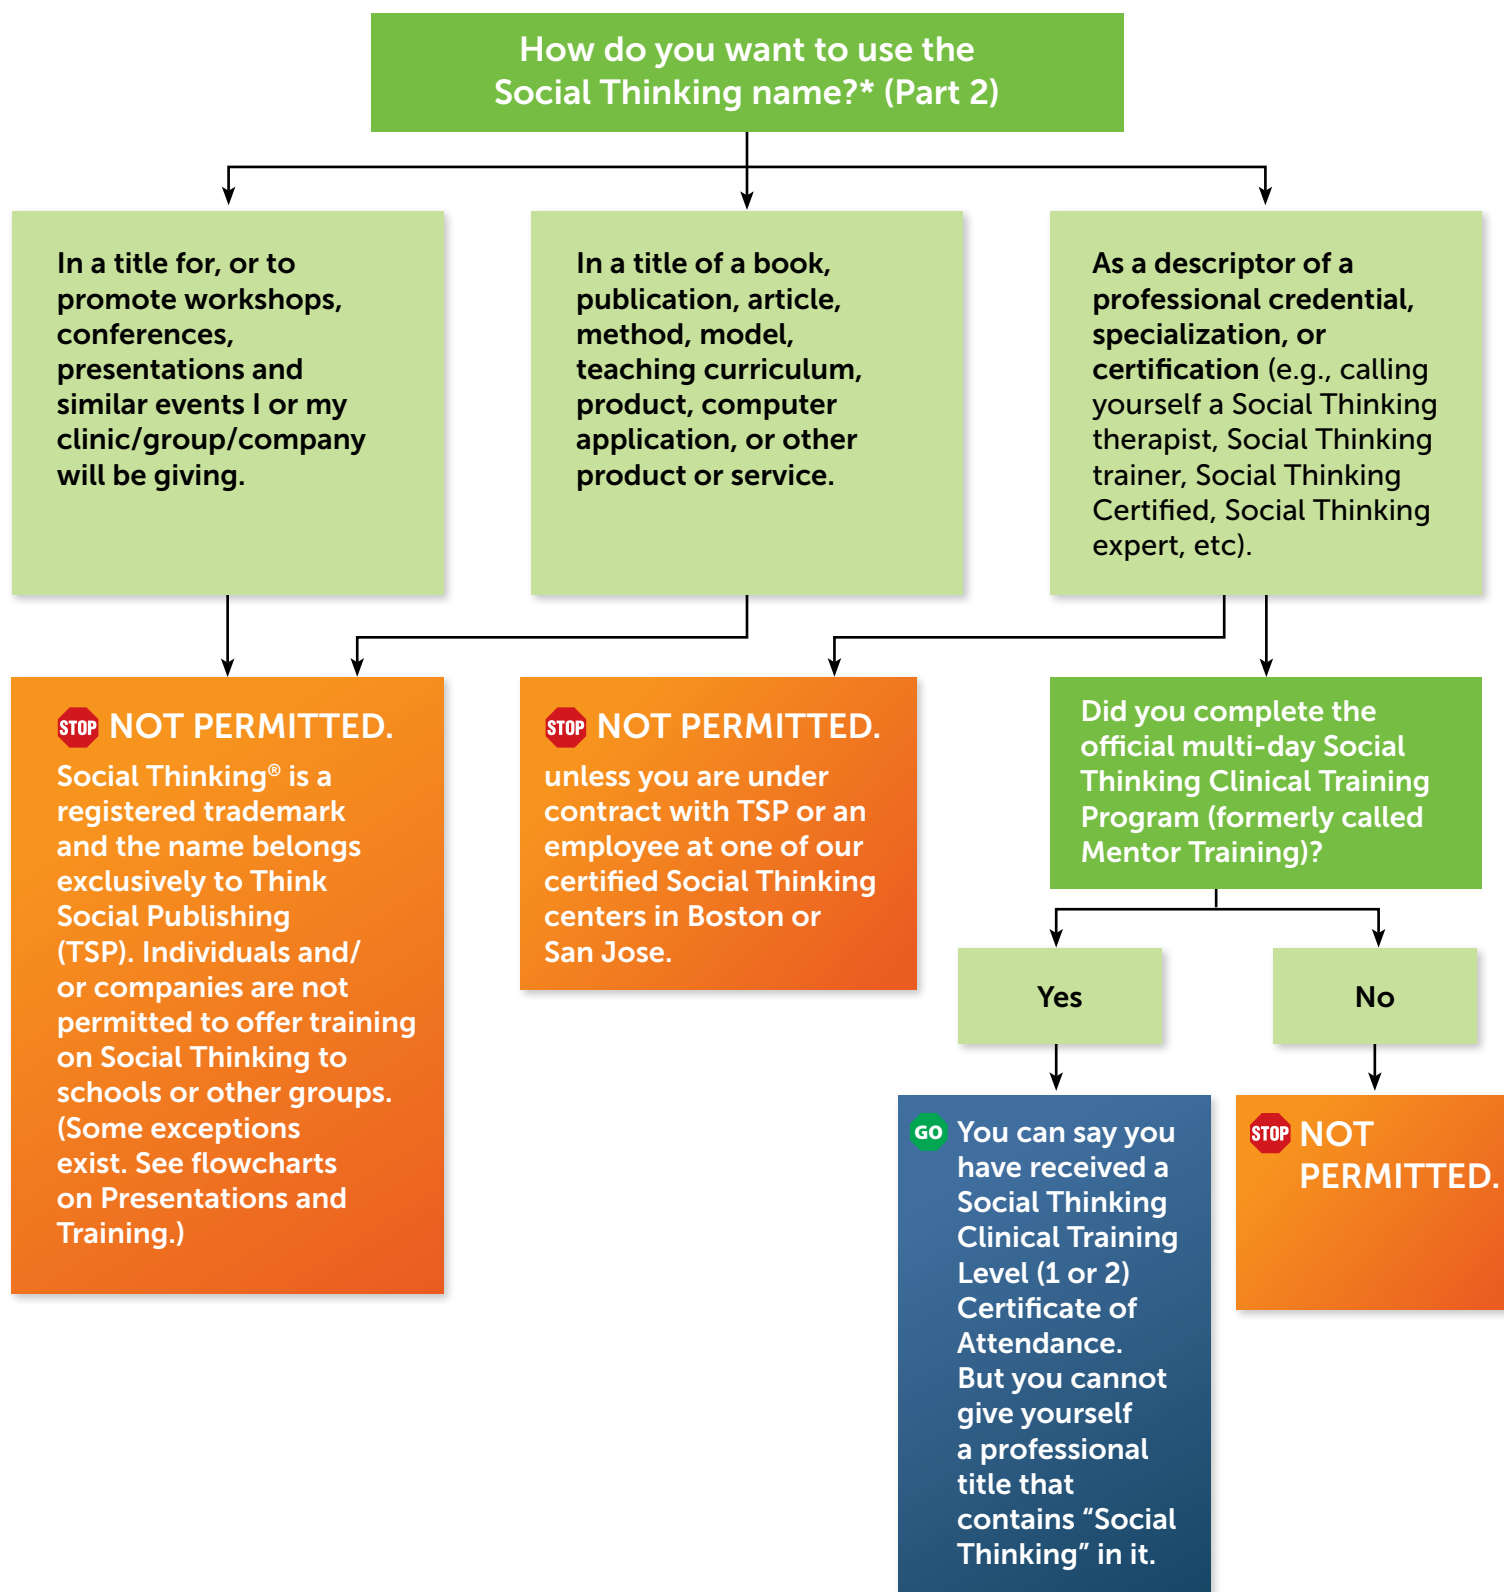 How do you want to use the
Social Thinking name?* (Part 2)
In a title for, or to
promote workshops,
conferences,
presentations and
similar events I or my
clinic/group/company
will be giving.
In a title of a book,
publication, article,
method, model,
teaching curriculum,
product, computer
application, or other
product or service.
As a descriptor of a
professional credential,
specialization, or
certification (e.g., calling
yourself a Social Thinking
therapist, Social Thinking
trainer, Social Thinking
Certified, Social Thinking
expert, etc).
STOP NOT PERMITTED.
Social Thinking® is a
registered trademark
and the name belongs
exclusively to Think
Social Publishing
(TSP). Individuals and/
or companies are not
permitted to offer training
on Social Thinking to
schools or other groups.
(Some exceptions
exist. See flowcharts
on Presentations and
Training.)
STOP NOT PERMITTED.
unless you are under
contract with TSP or an
employee at one of our
certified Social Thinking
centers in Boston or
San Jose.
Did you complete the
official multi-day Social
Thinking Clinical Training
Program (formerly called
Mentor Training)?
Yes
No
GO You can say you
have received a
Social Thinking
Clinical Training
Level (1 or 2)
Certificate of
Attendance.
But you cannot
give yourself
a professional
title that
contains “Social
Thinking” in it.
STOP NOT
PERMITTED.